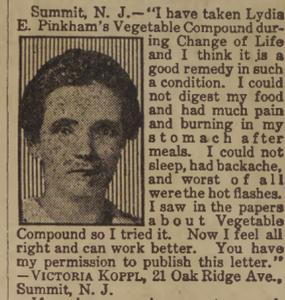 Summit, N. J.—"I have taken Lydia
E. Pinkham's Vegetable Compound dur-
ing Change of Life
and I think it is a
good remedy in such
a condition. I could
not digest my food
and had much pain
and burning in my
stomach after
meals. I could not
sleep, had backache,
and worst of all
were the hot flashes.
I saw in the papers
about Vegetable
Compound so I tried it. Now I feel all
right and can work better. You have
my permission to publish this letter."
—VICTORIA KOPPL, 21 Oak Ridge Ave.,
Summit, N. J.